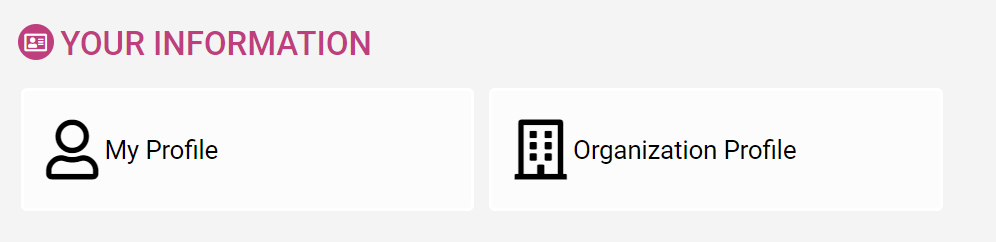 YOUR INFORMATION
My Profile
Organization Profile